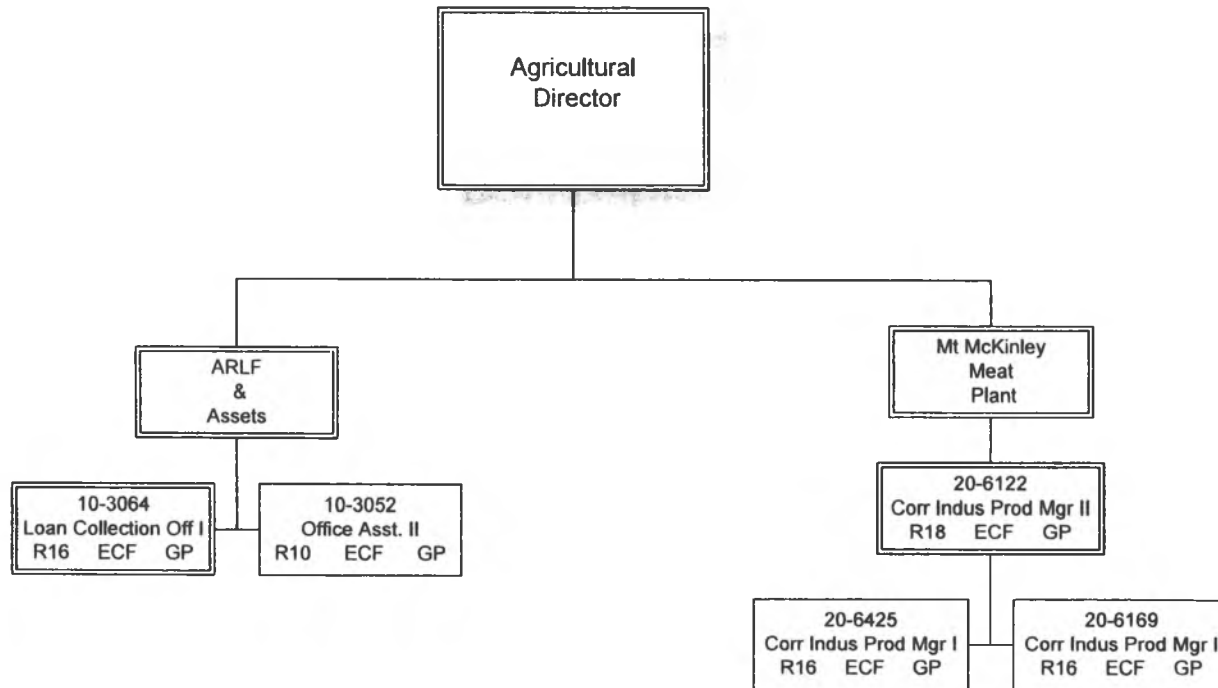 Agricultural
Director
ARLF
&
Assets
Mt McKinley
Meat
Plant
10-3064
Loan Collection Off I
R16 ECF GP
10-3052
Office Asst. II
R10 ECF GP
20-6122
Corr Indus Prod Mgr II
R18 ECF GP
20-6425
Corr Indus Prod Mgr I
R16 ECF GP
20-6169
Corr Indus Prod Mgr I
R16 ECF GP